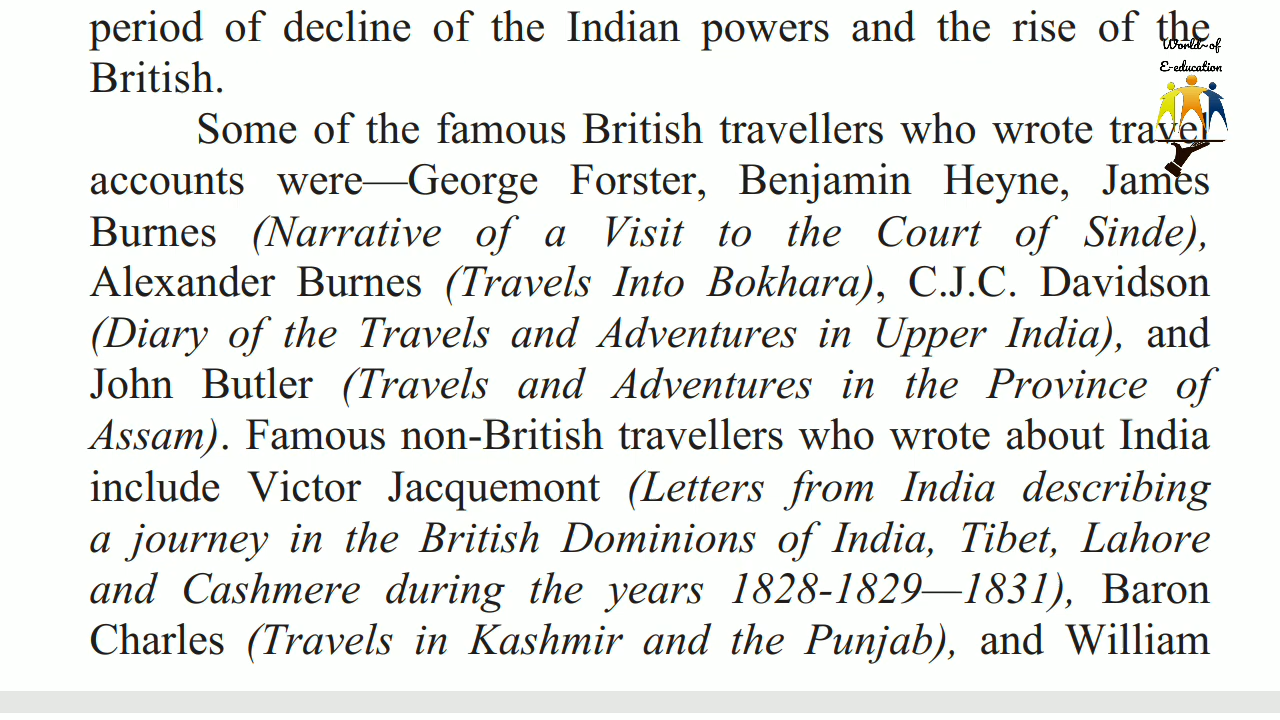 period of decline of the Indian powers and the rise of the
British.
Some of the famous British travellers who wrote travel
accounts were—George Forster, Benjamin Heyne, James
Burnes (Narrative of a Visit to the Court of Sinde),
Alexander Burnes (Travels Into Bokhara), C.J.C. Davidson
(Diary of the Travels and Adventures in Upper India), and
John Butler (Travels and Adventures in the Province of
Assam). Famous non-British travellers who wrote about India
include Victor Jacquemont (Letters from India describing
a journey in the British Dominions of India, Tibet, Lahore
and Cashmere during the years 1828-1829—1831), Baron
Charles (Travels in Kashmir and the Punjab), and William
World~of
E-education